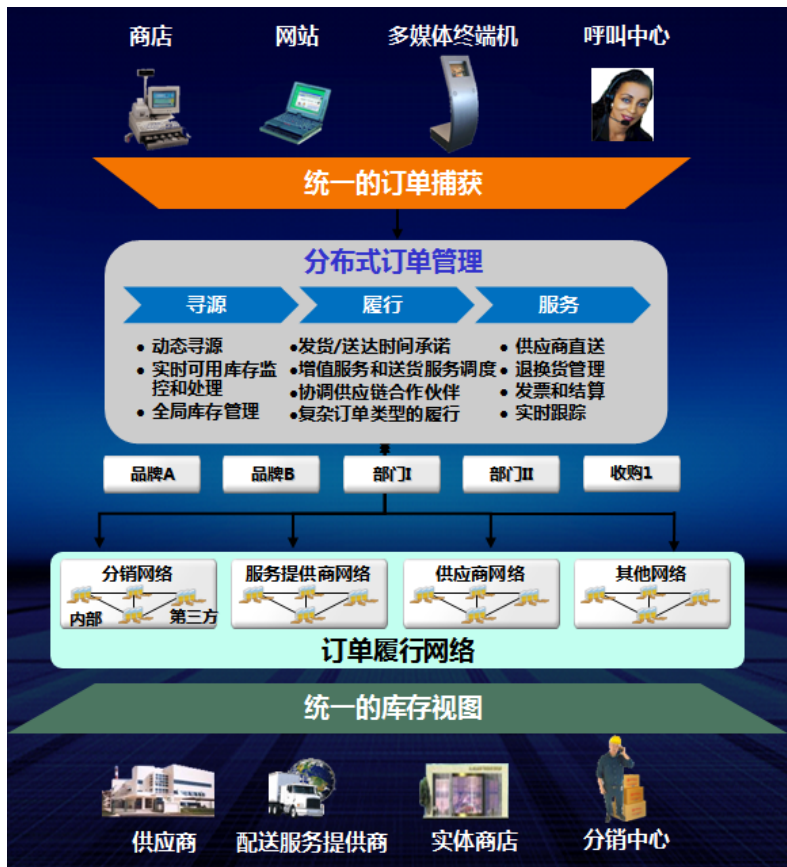 商店
网站
多媒体终端机
呼叫中心
统一的订单捕获
分布式订单管理
寻源
履行
服务
• 动态寻源
• 实时可用库存监
控和处理
• 全局库存管理
•发货/送达时间承诺
•增值服务和送货服务调度
•协调供应链合作伙伴
•复杂订单类型的履行
• 供应商直送
• 退换货管理
• 发票和结算
• 实时跟踪
品牌A
品牌B
部门I
部门II
收购1
分销网络
内部
第三方
服务提供商网络
供应商网络
其他网络
订单履行网络
统一的库存视图
供应商
配送服务提供商
实体商店
分销中心